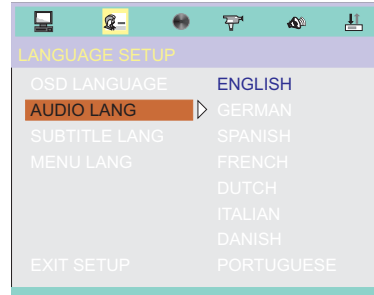 LANGUAGE SETUP
OSD LANGUAGE ENGLISH
AUDIO LANG GERMAN
SUBTITLE LANG SPANISH
MENU LANG FRENCH
DUTCH
ITALIAN
DANISH
EXIT SETUP PORTUGUESE